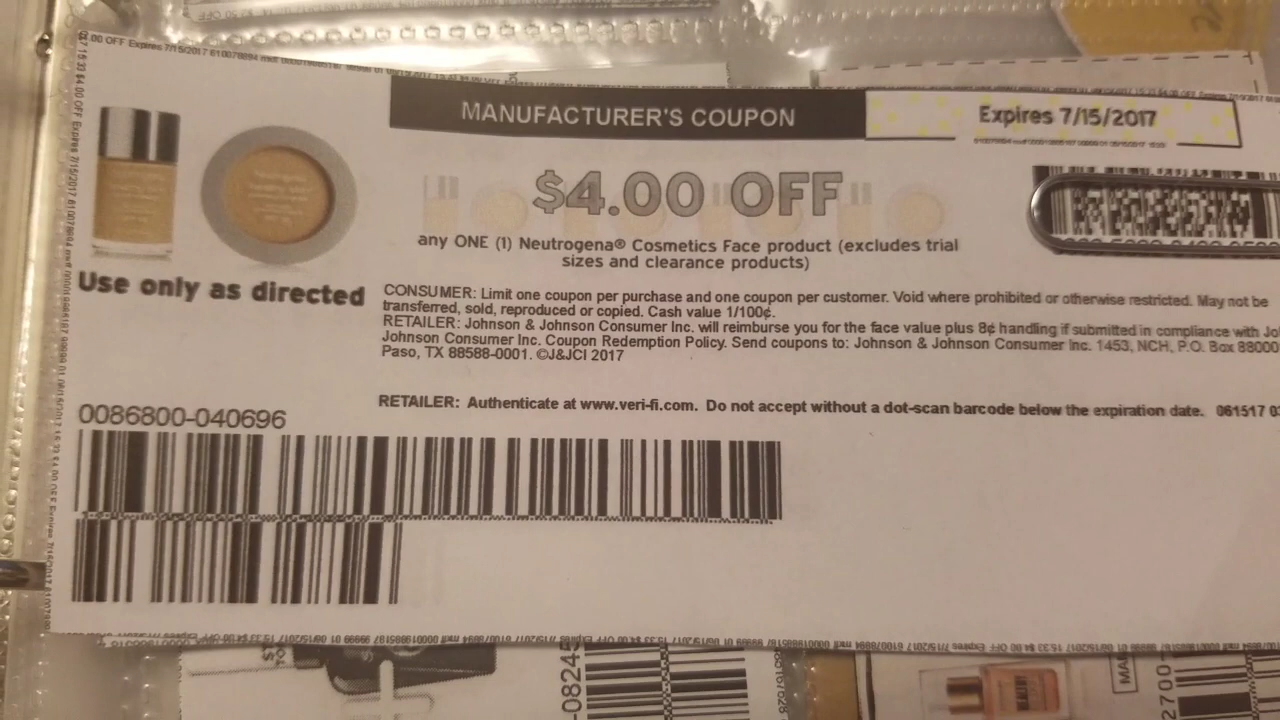 MANUFACTURER'S COUPON
Expires 7/15/2017
$4.00 OFF
any ONE (1) Neutrogena® Cosmetics Face product (excludes trial
sizes and clearance products)
Use only as directed
CONSUMER: Limit one coupon per purchase and one coupon per customer. Void where prohibited or otherwise restricted. May not be
transferred, sold, reproduced or copied. Cash value 1/100¢.
RETAILER: Johnson & Johnson Consumer Inc. will reimburse you for the face value plus 8¢ handling if submitted in compliance with Jo
Johnson Consumer Inc. Coupon Redemption Policy. Send coupons to: Johnson & Johnson Consumer Inc. 1453, NCH, P.O. Box 88000
Paso, TX 88588-0001. ©J&JCI 2017
RETAILER: Authenticate at www.veri-fi.com. Do not accept without a dot-scan barcode below the expiration date. 061517 03
0086800-040696
-08245
MA
2700-